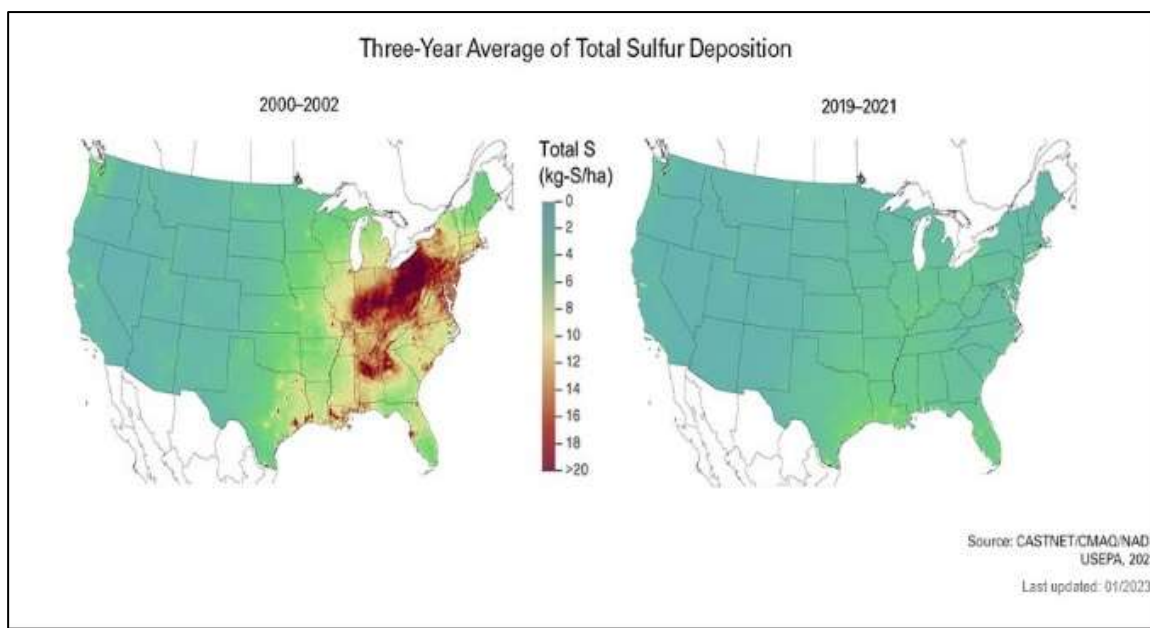 Three-Year Average of Total Sulfur Deposition
2000–2002
2019–2021
Total S
(kg-S/ha)
0
2
4
6
8
10
12
14
16
18
>20
Source: CASTNET/CMAQ/NAD
USEPA, 202
Last updated: 01/2023